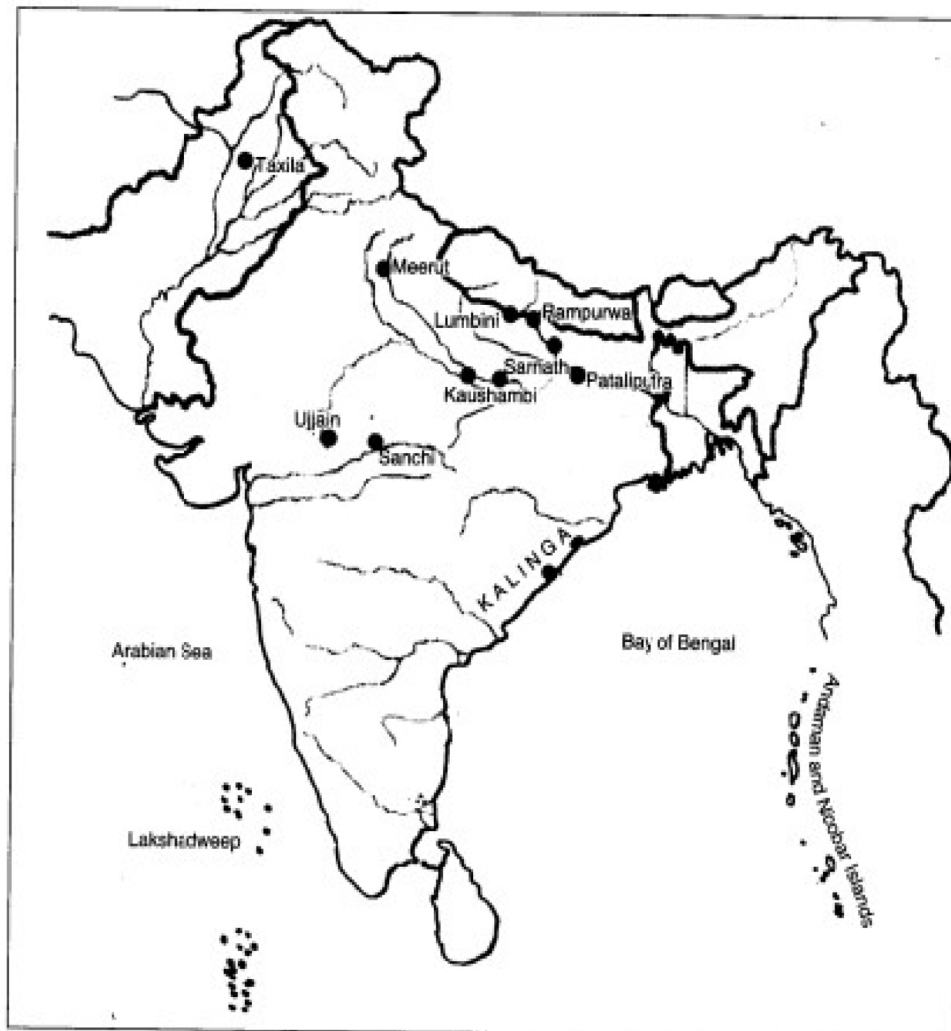 Taxila
Meerut
Lumbini
Rampurwa
Sarnath
Pataliputra
Kaushambi
Ujjain
Sanchi
KALINGA
Arabian Sea
Bay of Bengal
Andaman and Nicobar Islands
Lakshadweep